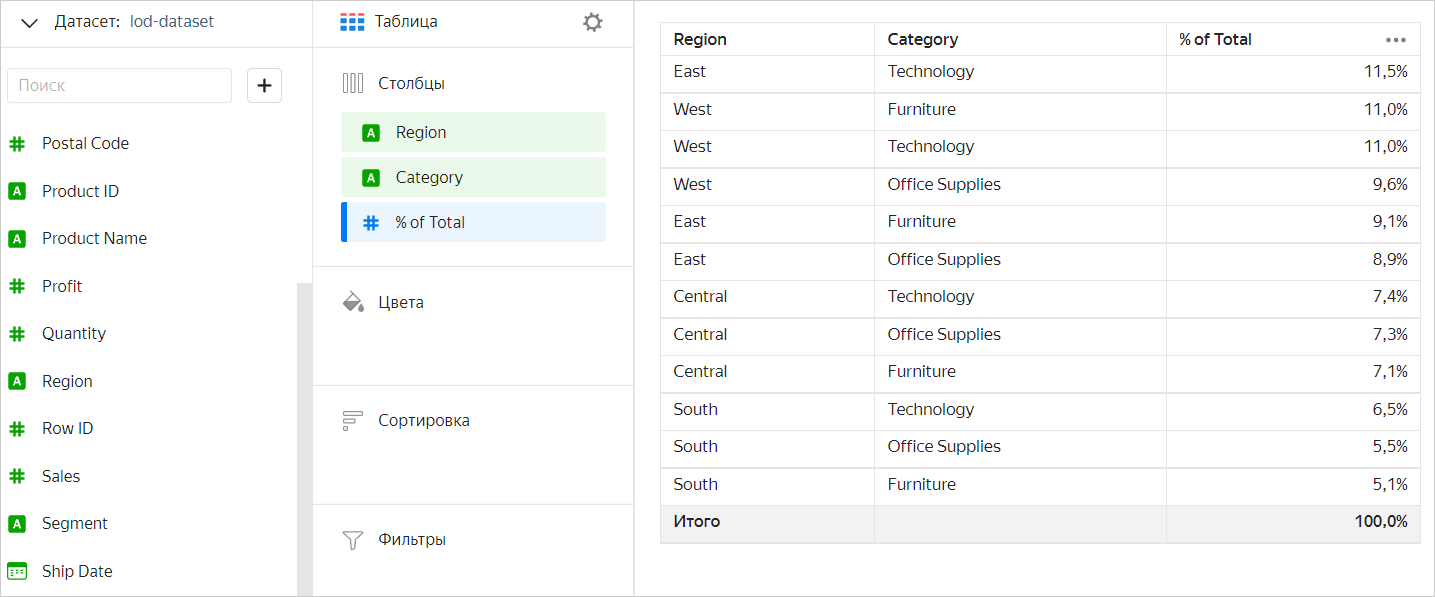 Датасет: lod-dataset
Поиск
+
Postal Code
Product ID
Product Name
Profit
Quantity
Region
Row ID
Sales
Segment
Ship Date
Таблица
Столбцы
Region
Category
% of Total
Цвета
Сортировка
Фильтры
Region Category % of Total
East Technology 11,5%
West Furniture 11,0%
West Technology 11,0%
West Office Supplies 9,6%
East Furniture 9,1%
East Office Supplies 8,9%
Central Technology 7,4%
Central Office Supplies 7,3%
Central Furniture 7,1%
South Technology 6,5%
South Office Supplies 5,5%
South Furniture 5,1%
Итого 100,0%